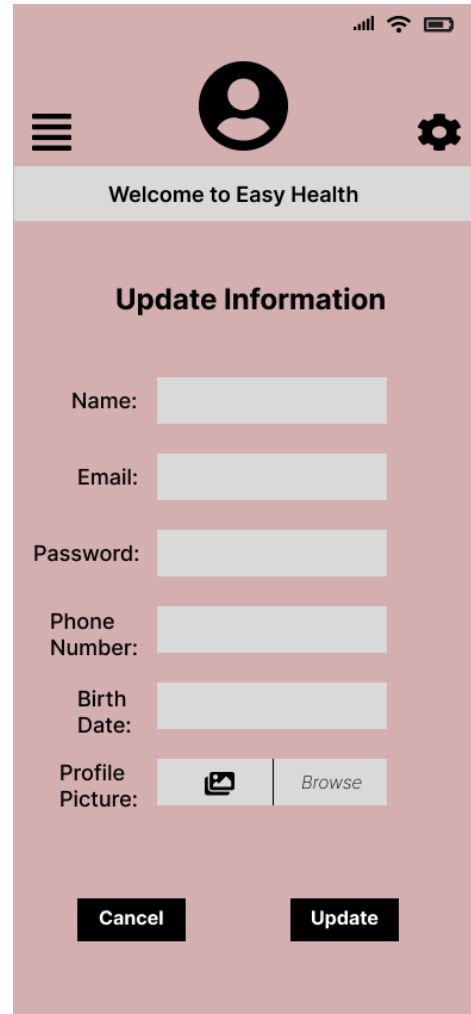 Welcome to Easy Health
Update Information
Name:
Email:
Password:
Phone
Number:
Birth
Date:
Profile
Picture:
Browse
Cancel
Update